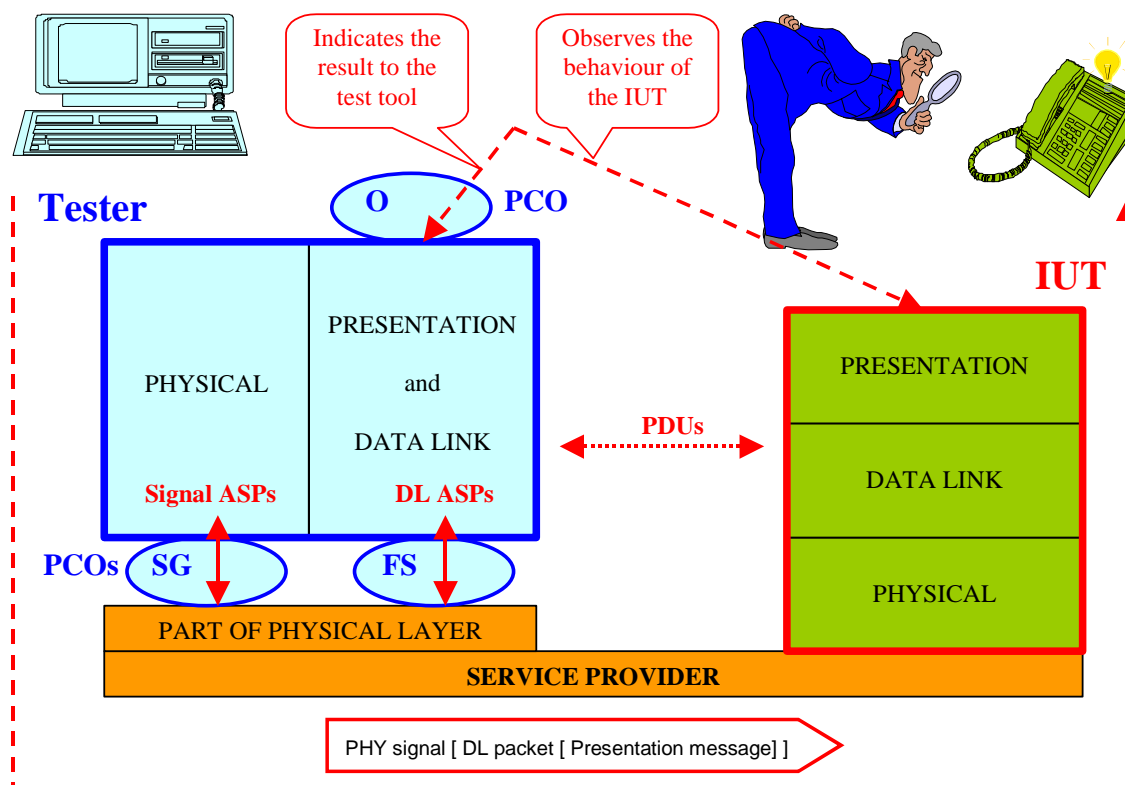 Indicates the
result to the
test tool
Observes the
behaviour of
the IUT
Tester
O
PCO
IUT
PHYSICAL
PRESENTATION
and
DATA LINK
Signal ASPs
DL ASPs
PDUs
PRESENTATION
DATA LINK
PHYSICAL
PCOs
SG
FS
PART OF PHYSICAL LAYER
SERVICE PROVIDER
PHY signal [ DL packet [ Presentation message] ]